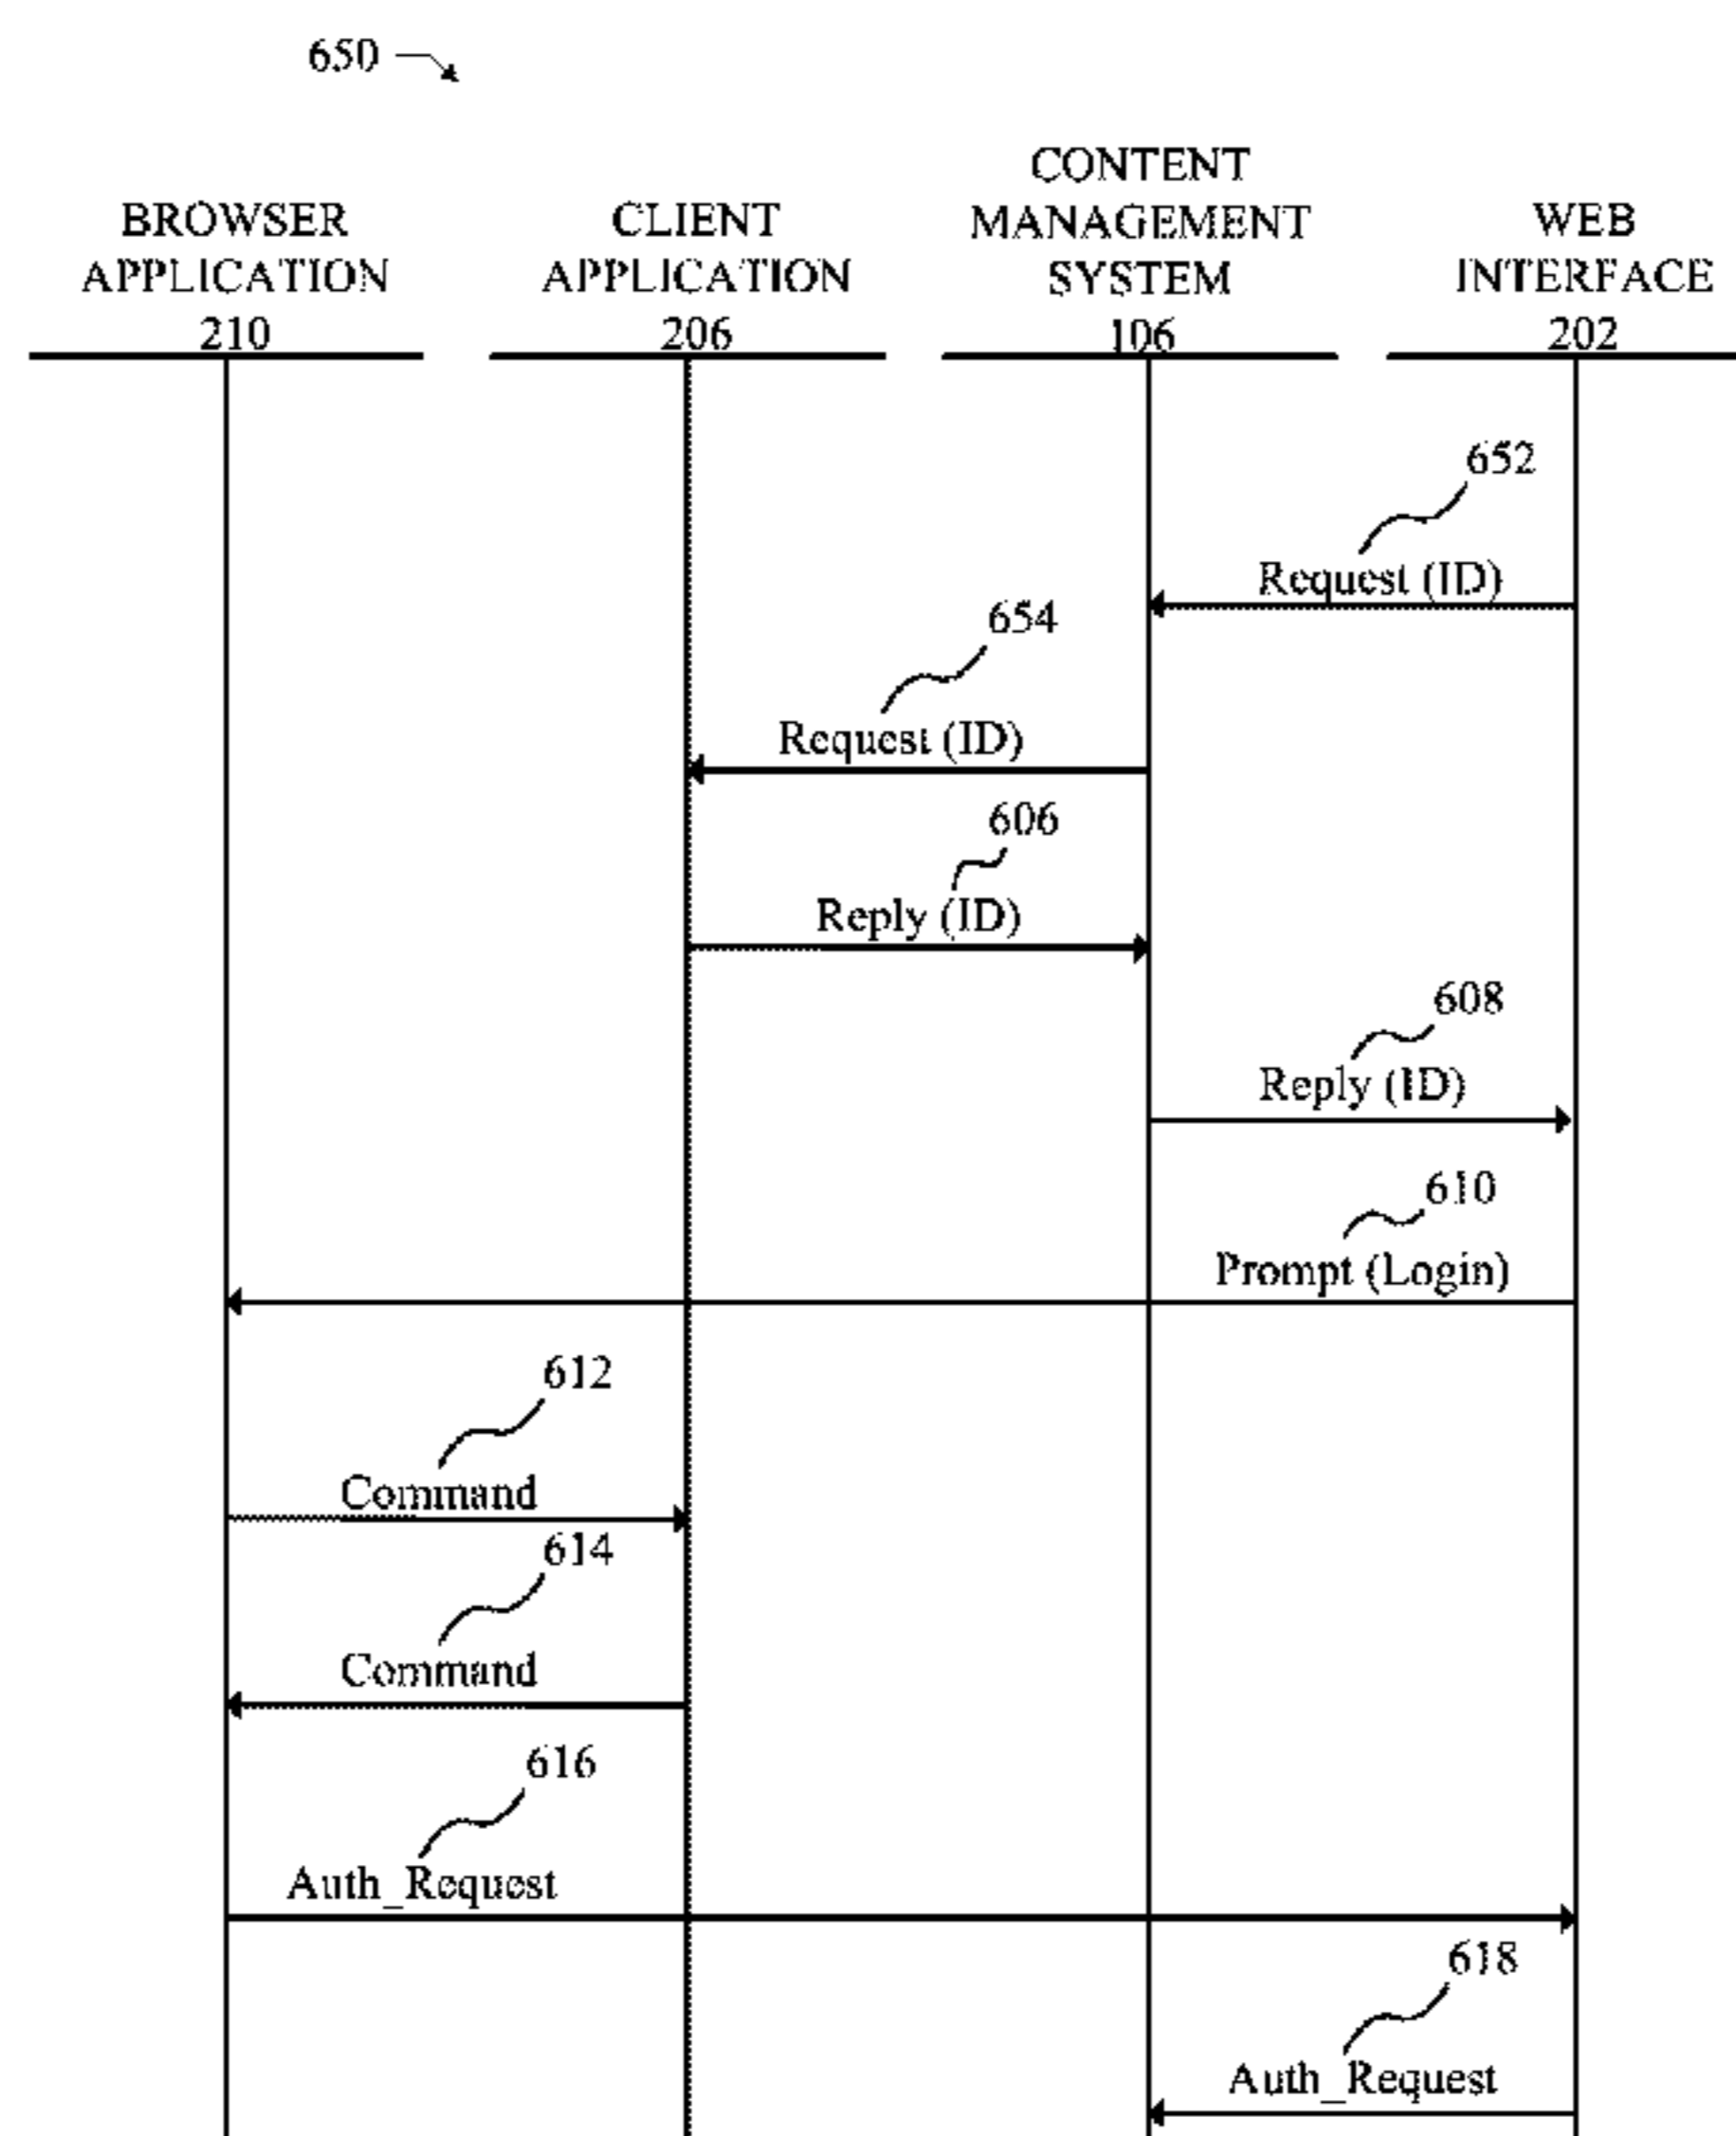 650
BROWSER
APPLICATION
210
CLIENT
APPLICATION
206
CONTENT
MANAGEMENT
SYSTEM
106
WEB
INTERFACE
202
652
Request (ID)
654
Request (ID)
606
Reply (ID)
608
Reply (ID)
610
Prompt (Login)
612
Command
614
Command
616
Auth_Request
618
Auth_Request